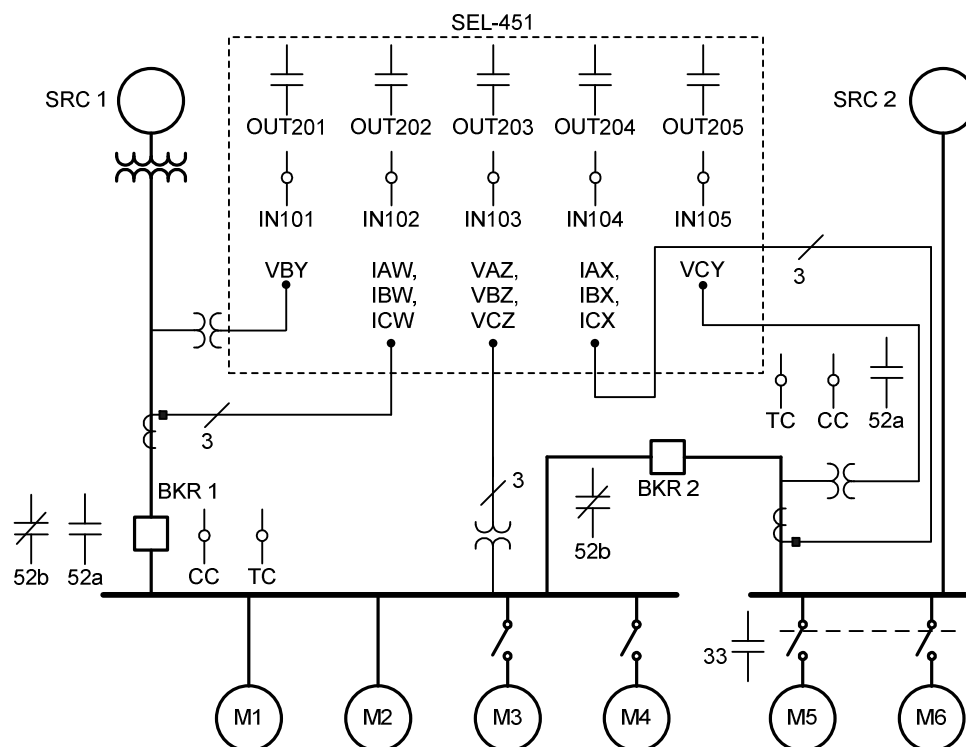 SEL-451
SRC 1
SRC 2
OUT201 OUT202 OUT203 OUT204 OUT205
IN101 IN102 IN103 IN104 IN105
VBY
IAW,
IBW,
ICW
VAZ,
VBZ,
VCZ
IAX,
IBX,
ICX
VCY
3
TC CC 52a
3
BKR 1
3
BKR 2
52b 52a CC TC
52b
33
M1 M2 M3 M4 M5 M6